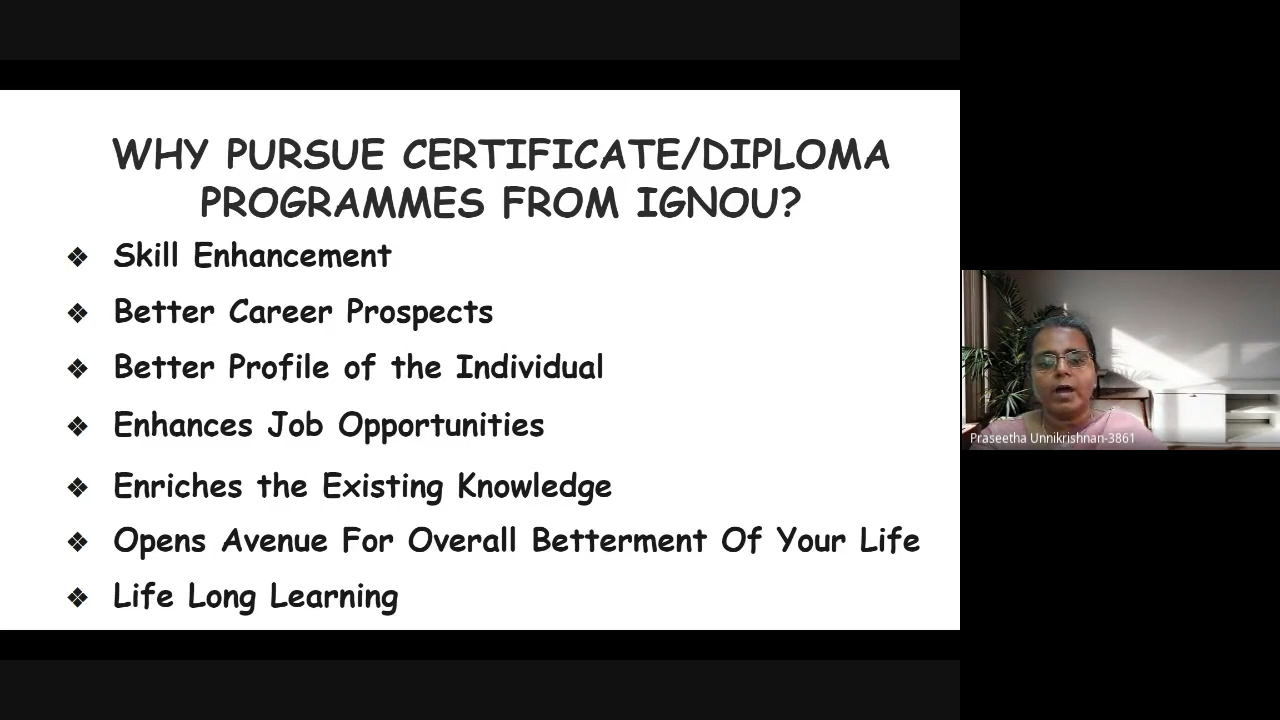 WHY PURSUE CERTIFICATE/DIPLOMA
PROGRAMMES FROM IGNOU?
❖ Skill Enhancement
❖ Better Career Prospects
❖ Better Profile of the Individual
❖ Enhances Job Opportunities
❖ Enriches the Existing Knowledge
❖ Opens Avenue For Overall Betterment Of Your Life
❖ Life Long Learning
Praseetha Unnikrishnan-3861